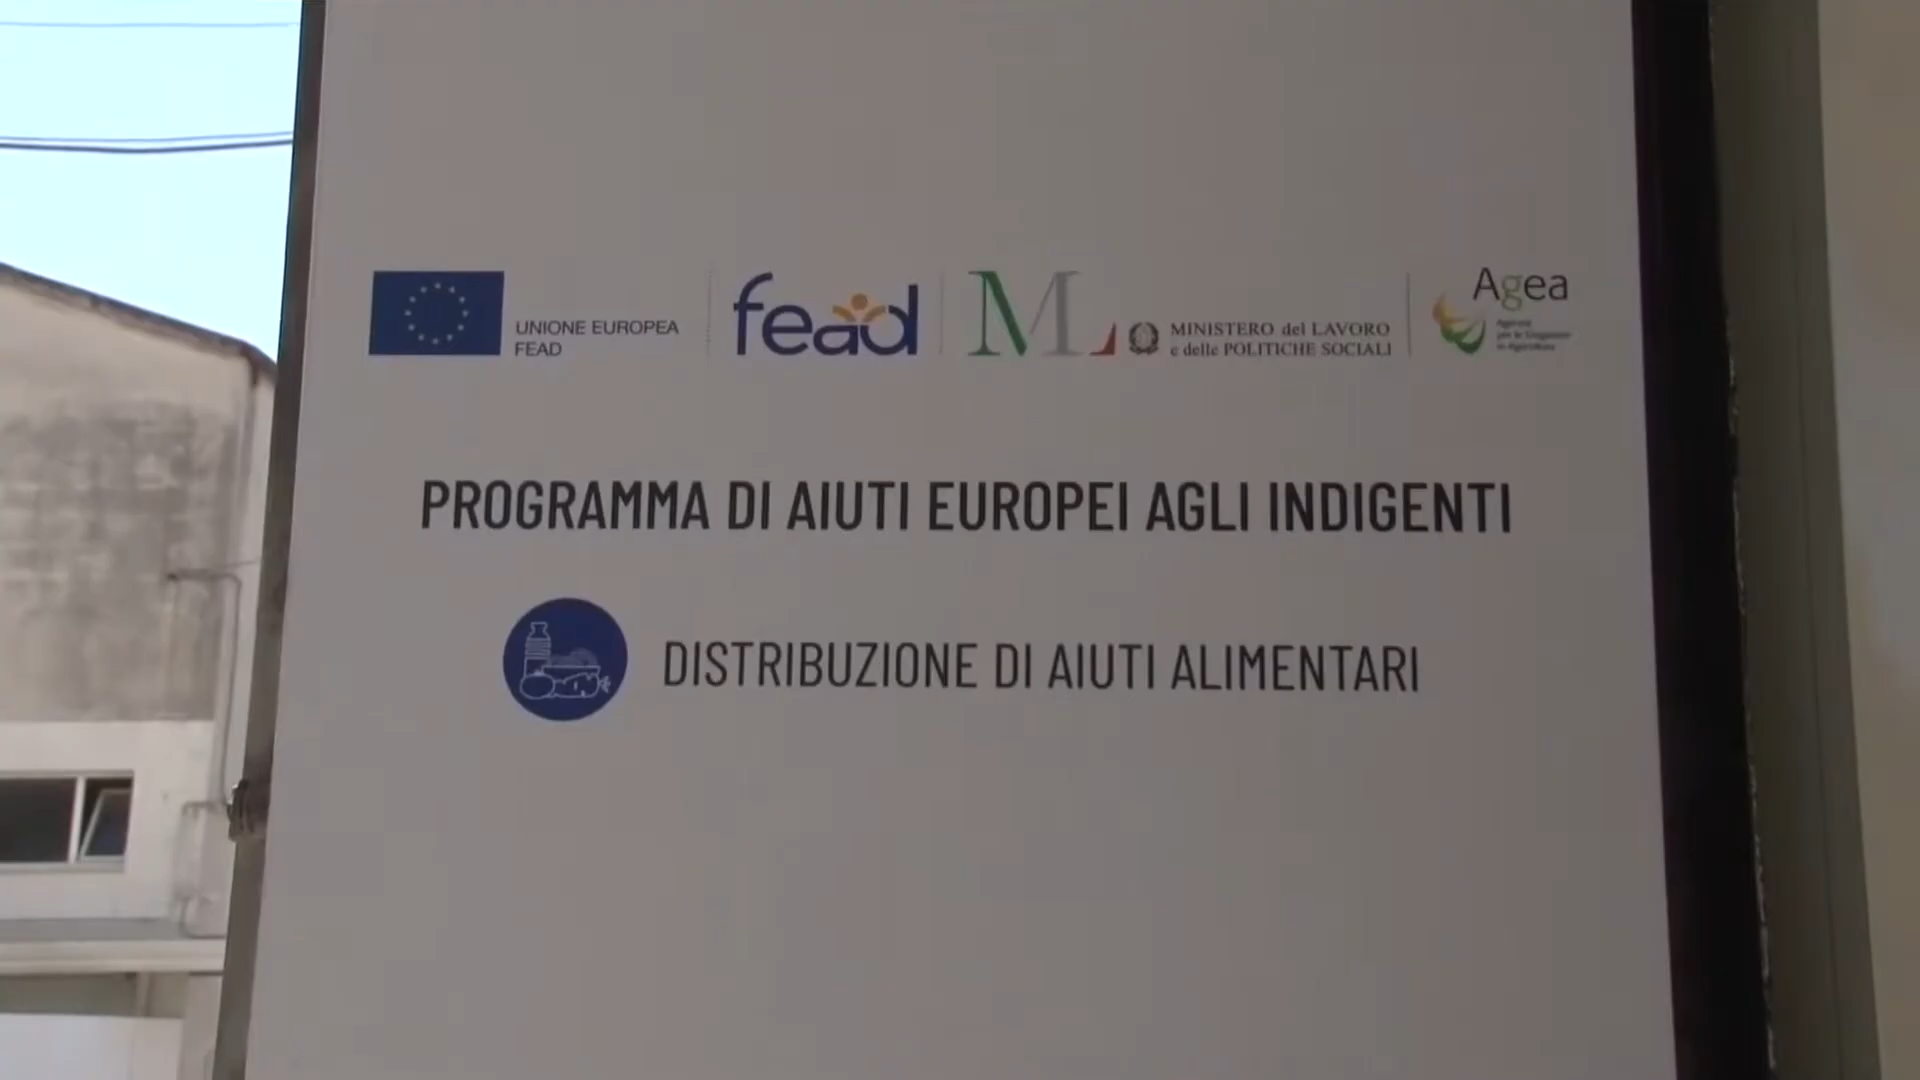 UNIONE EUROPEA
FEAD
fead
ML
MINISTERO del LAVORO
e delle POLITICHE SOCIALI
Agea
Agenzia
per le Erogazioni
in Agricoltura
PROGRAMMA DI AIUTI EUROPEI AGLI INDIGENTI
DISTRIBUZIONE DI AIUTI ALIMENTARI